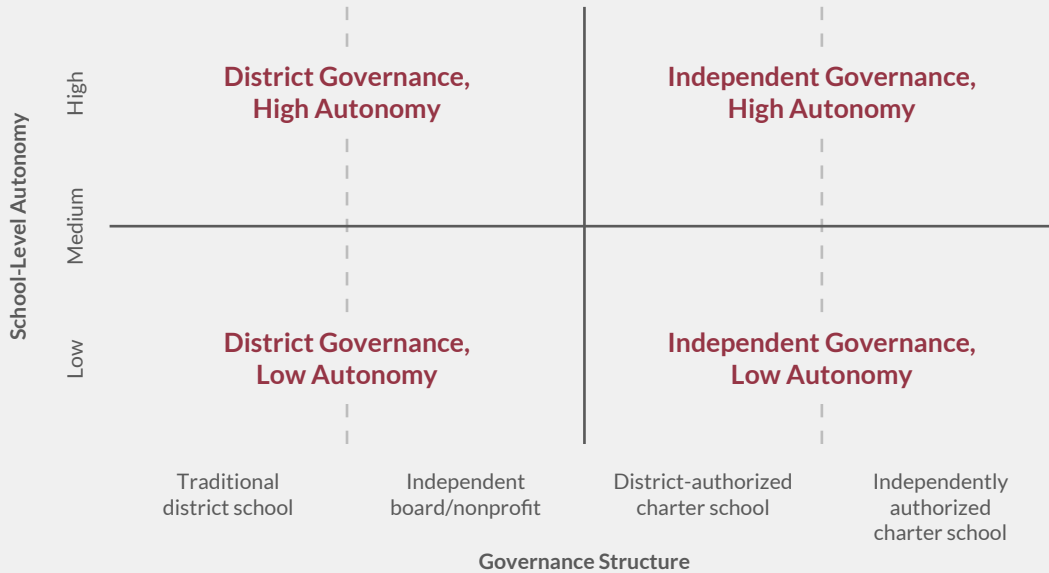 School-Level Autonomy
High
Medium
Low
District Governance,
High Autonomy
Independent Governance,
High Autonomy
District Governance,
Low Autonomy
Independent Governance,
Low Autonomy
Traditional
district school
Independent
board/nonprofit
District-authorized
charter school
Independently
authorized
charter school
Governance Structure